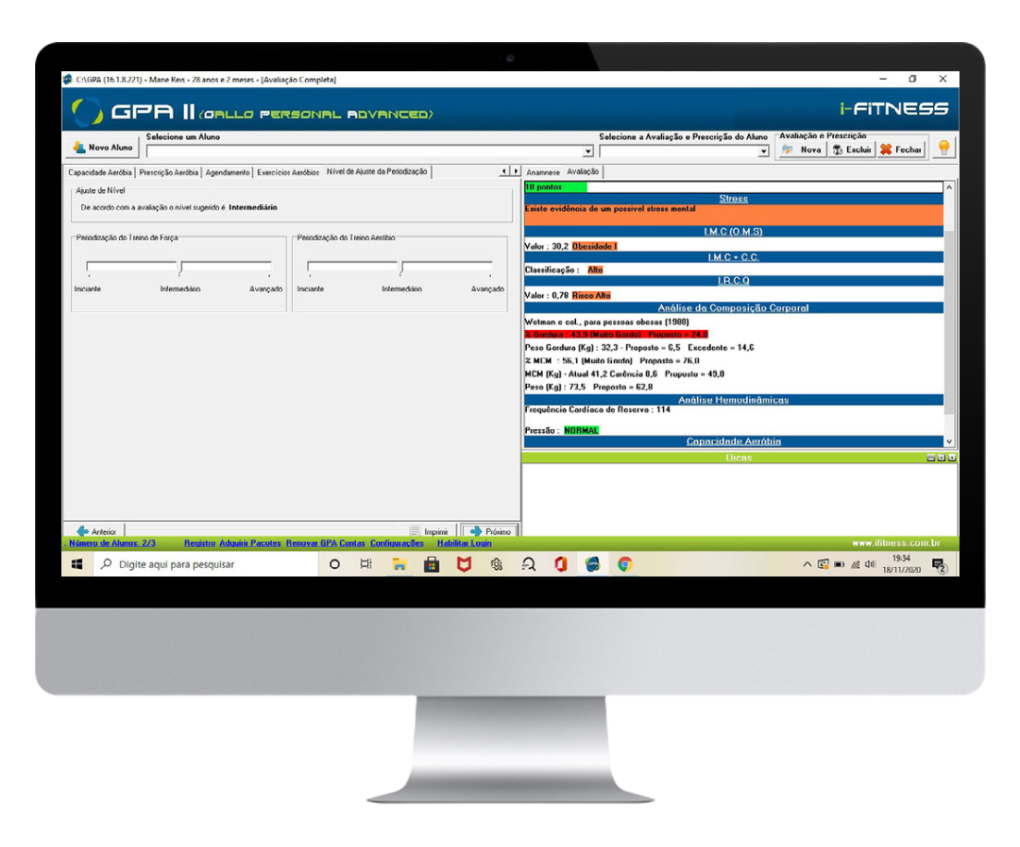 C:\GPA (16.1.8.221) - Mane Reis - 28 anos e 2 meses - [Avaliação Completa]
GPA II (GALLO PERSONAL ADVANCED)
i-FITNESS
Novo Aluno
Selecione um Aluno
Selecione a Avaliação e Prescrição do Aluno
Avaliação e Prescrição
Nova
Excluir
Fechar
Capacidade Aeróbia
Prescrição Aeróbia
Agendamento
Exercícios Aeróbios
Nível de Ajuste da Periodização
Ajuste de Nível
De acordo com a avaliação o nível sugerido é Intermediário
Periodização do Treino de Força
Iniciante Intermediário Avançado
Periodização do Treino Aeróbio
Iniciante Intermediário Avançado
Anamnese
Avaliação
10 pontos
Stress
Existe evidência de um possível stress mental
I.M.C (O.M.S)
Valor : 30,2 Obesidade I
I.M.C + C.C.
Classificação : Alto
I.R.C.Q
Valor : 0,78 Risco Alto
Análise da Composição Corporal
Wetman e col., para pessoas obesas (1988)
% Gordura : 43,9 (Muito Gordo) Proposto = 24,0
Peso Gordura (Kg) : 32,3 - Proposto = 6,5 Excedente = 14,6
% MCM : 56,1 (Muito Gordo) Proposto = 76,0
MCM (Kg) - Atual 41,2 Carência 8,6 Proposto = 49,8
Peso (Kg) : 73,5 Proposto = 62,8
Análise Hemodinâmicas
Frequência Cardíaca de Reserva : 114
Pressão : NORMAL
Capacidade Aeróbia
Dicas
Anterior
Imprimir
Próximo
Número de Alunos: 2/3 Registro Adquirir Pacotes Renovar GPA Contas Configurações Habilitar Login
www.ifitness.com.br
Digite aqui para pesquisar
19:34
18/11/2020
2